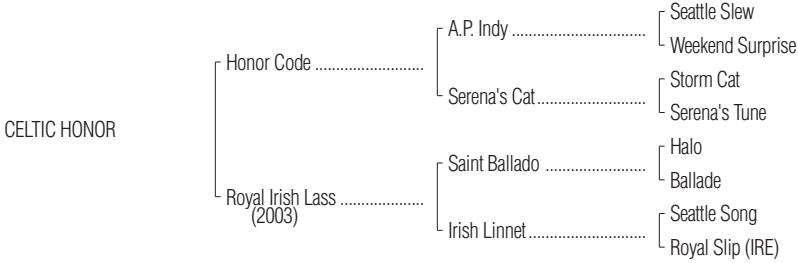 Seattle Slew
A.P. Indy ..............................
Weekend Surprise
Honor Code ........................
Storm Cat
Serena's Cat........................
Serena's Tune
CELTIC HONOR
Halo
Saint Ballado ......................
Ballade
Royal Irish Lass ...................
(2003)
Seattle Song
Irish Linnet..........................
Royal Slip (IRE)